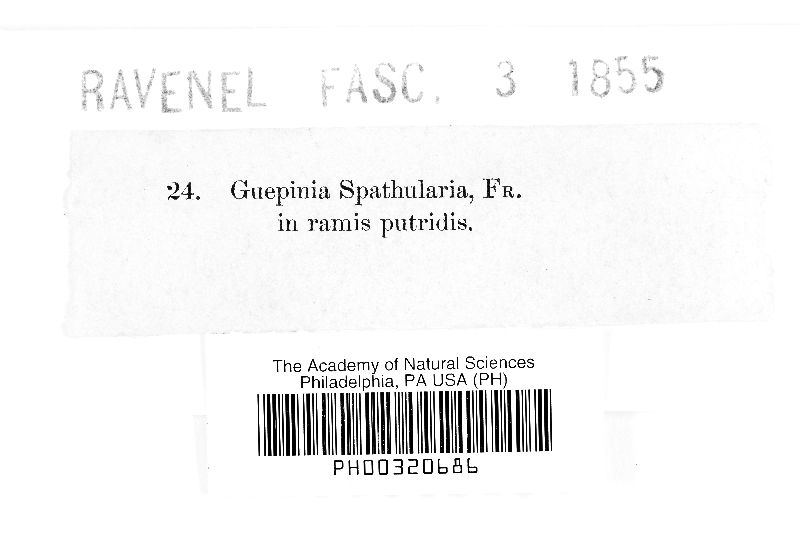 RAVENEL FASC. 3 1855
24. Guepinia Spathularia, Fr.
in ramis putridis.
The Academy of Natural Sciences
Philadelphia, PA USA (PH)
PH00320686